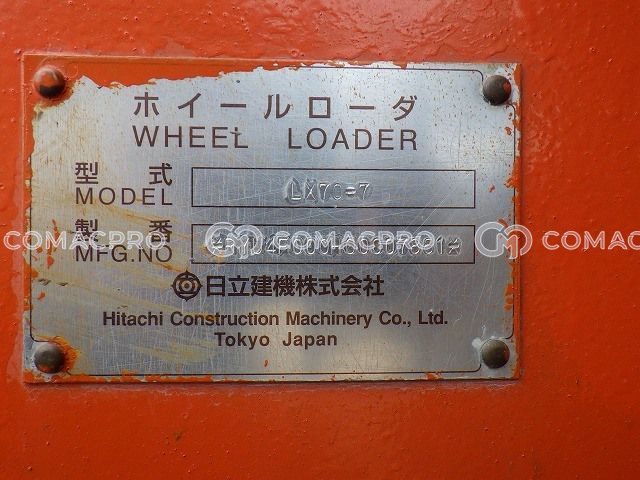 ホイールローダ
WHEEL LOADER
型式
MODEL
LX70-7
製番
MFG.NO
COMACPRO COMACPRO COMACPRO
日立建機株式会社
Hitachi Construction Machinery Co., Ltd.
Tokyo Japan